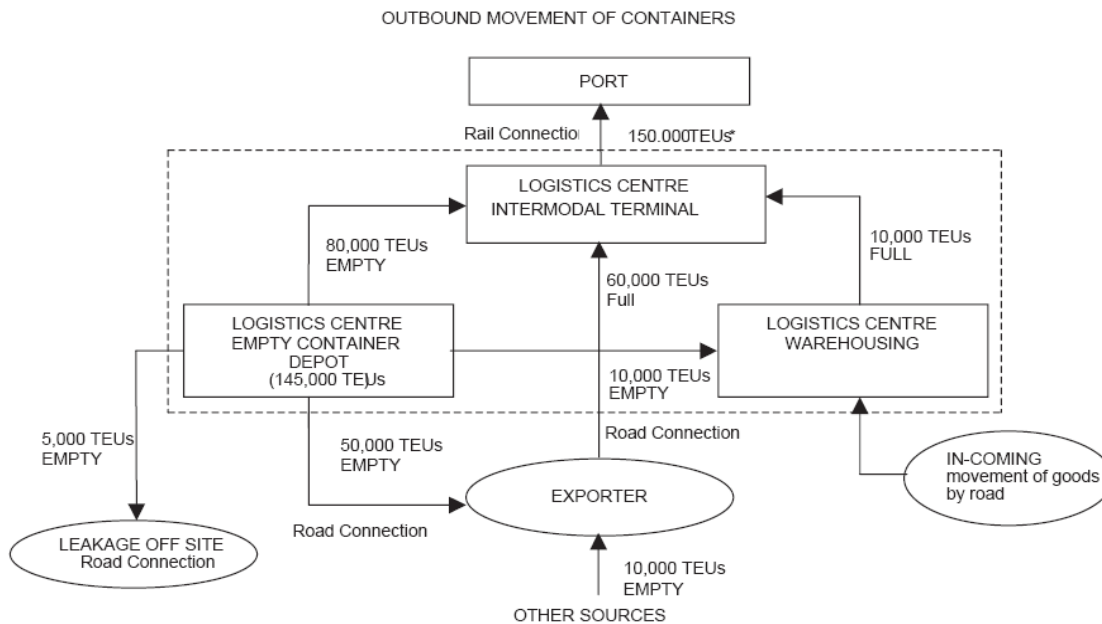 OUTBOUND MOVEMENT OF CONTAINERS
PORT
Rail Connectio
150.000TEUs*
LOGISTICS CENTRE
INTERMODAL TERMINAL
80,000 TEUs
EMPTY
10,000 TEUs
FULL
60,000 TEUs
Full
LOGISTICS CENTRE
EMPTY CONTAINER
DEPOT
(145,000 TEUs
LOGISTICS CENTRE
WAREHOUSING
10,000 TEUs
EMPTY
5,000 TEUs
EMPTY
50,000 TEUs
EMPTY
Road Connection
IN-COMING
movement of goods
by road
EXPORTER
Road Connection
LEAKAGE OFF SITE
Road Connection
10,000 TEUs
EMPTY
OTHER SOURCES